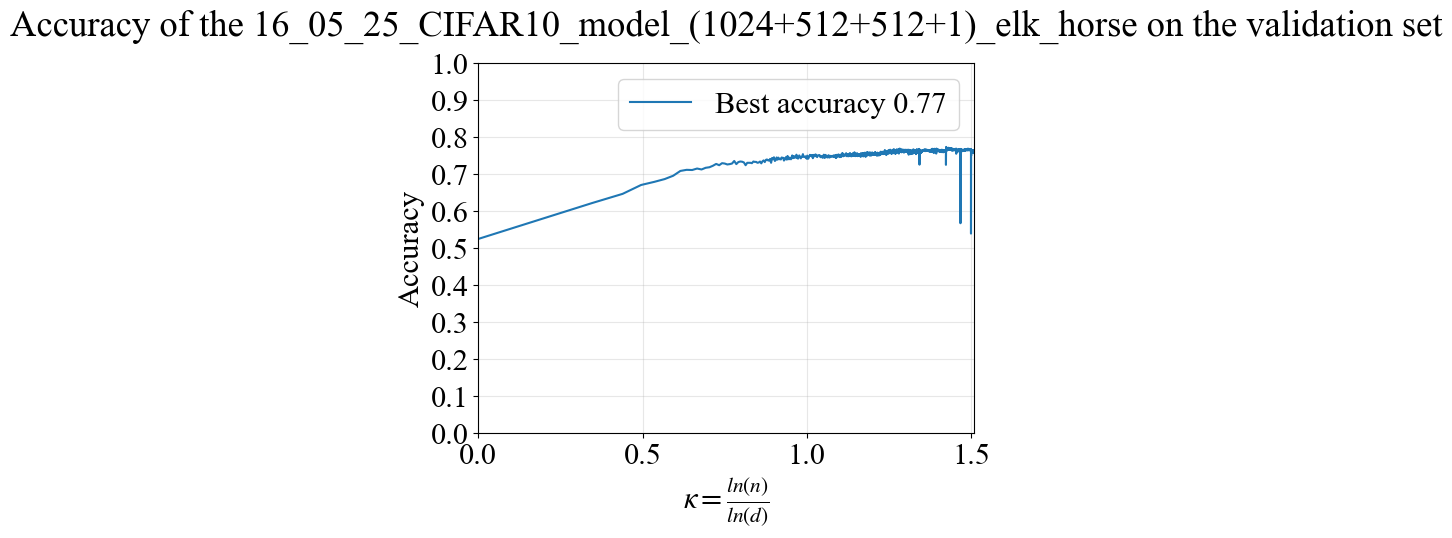 Accuracy of the 16_05_25_CIFAR10_model_(1024+512+512+1)_elk_horse on the validation set
1.0
Best accuracy 0.77
0.9
0.8
0.7
0.6
0.5
0.4
0.3
0.2
0.1
0.0
Accuracy
0.0 0.5 1.0 1.5
κ = ln(n) / ln(d)